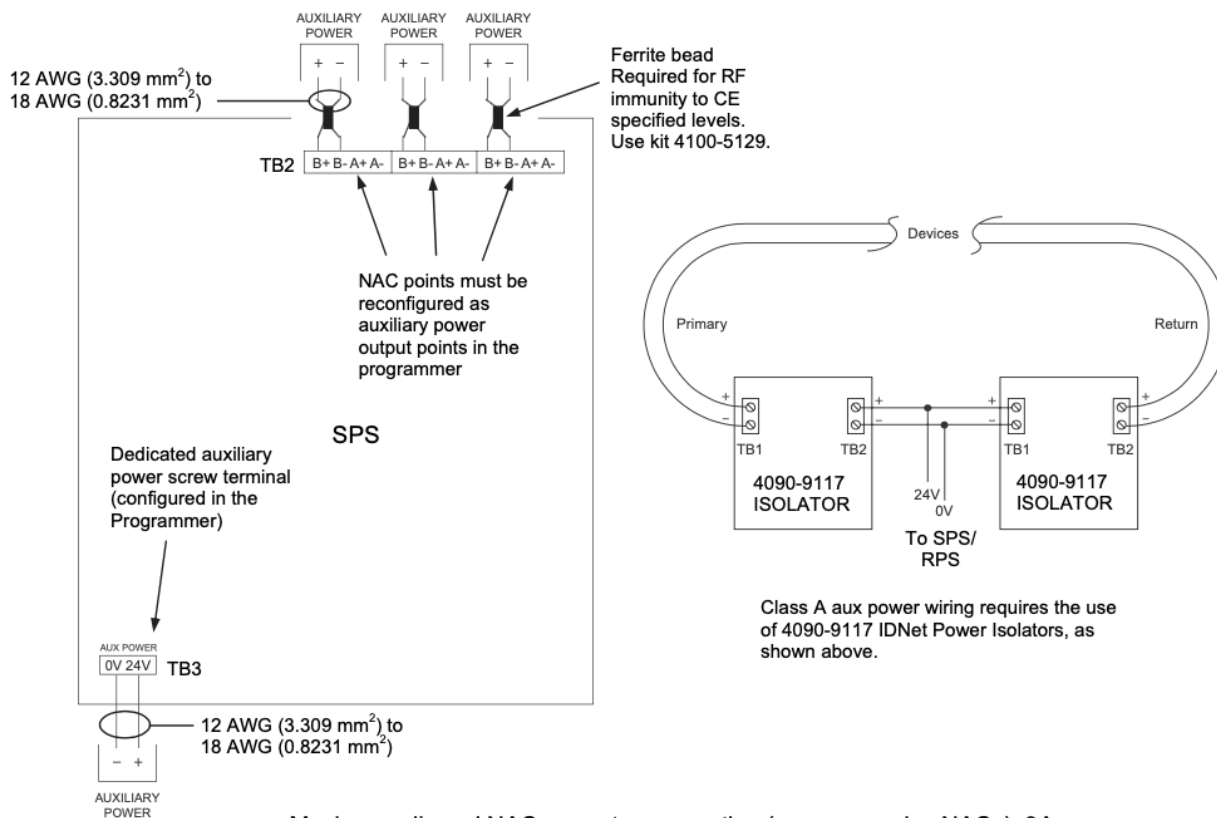 AUXILIARY POWER
AUXILIARY POWER
AUXILIARY POWER
+ −
+ −
+ −
12 AWG (3.309 mm²) to
18 AWG (0.8231 mm²)
Ferrite bead
Required for RF
immunity to CE
specified levels.
Use kit 4100-5129.
TB2
B+ B- A+ A-
B+ B- A+ A-
B+ B- A+ A-
NAC points must be
reconfigured as
auxiliary power
output points in the
programmer
SPS
Dedicated auxiliary
power screw terminal
(configured in the
Programmer)
AUX POWER
0V 24V
TB3
12 AWG (3.309 mm²) to
18 AWG (0.8231 mm²)
− +
AUXILIARY
POWER
Devices
Primary
Return
+
−
+
−
+
−
+
−
TB1
TB2
TB1
TB2
4090-9117
ISOLATOR
4090-9117
ISOLATOR
24V
0V
To SPS/
RPS
Class A aux power wiring requires the use
of 4090-9117 IDNet Power Isolators, as
shown above.